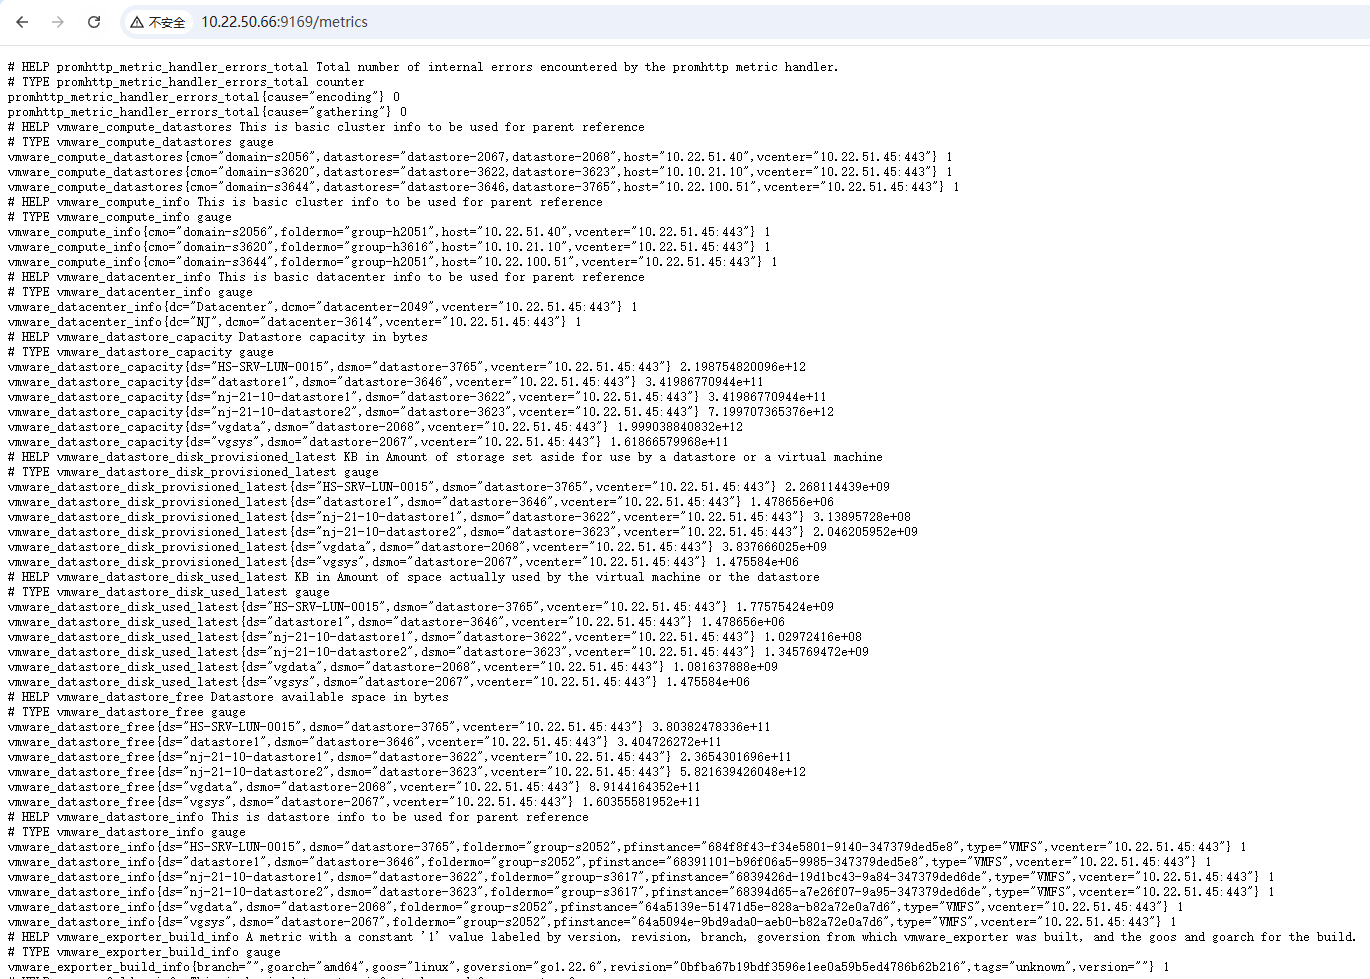 不安全 10.22.50.66:9169/metrics
# HELP promhttp_metric_handler_errors_total Total number of internal errors encountered by the promhttp metric handler.
# TYPE promhttp_metric_handler_errors_total counter
promhttp_metric_handler_errors_total{cause="encoding"} 0
promhttp_metric_handler_errors_total{cause="gathering"} 0
# HELP vmware_compute_datastores This is basic cluster info to be used for parent reference
# TYPE vmware_compute_datastores gauge
vmware_compute_datastores{cmo="domain-s2056",datastores="datastore-2067,datastore-2068",host="10.22.51.40",vcenter="10.22.51.45:443"} 1
vmware_compute_datastores{cmo="domain-s3620",datastores="datastore-3622,datastore-3623",host="10.10.21.10",vcenter="10.22.51.45:443"} 1
vmware_compute_datastores{cmo="domain-s3644",datastores="datastore-3646,datastore-3765",host="10.22.100.51",vcenter="10.22.51.45:443"} 1
# HELP vmware_compute_info This is basic cluster info to be used for parent reference
# TYPE vmware_compute_info gauge
vmware_compute_info{cmo="domain-s2056",foldermo="group-h2051",host="10.22.51.40",vcenter="10.22.51.45:443"} 1
vmware_compute_info{cmo="domain-s3620",foldermo="group-h3616",host="10.10.21.10",vcenter="10.22.51.45:443"} 1
vmware_compute_info{cmo="domain-s3644",foldermo="group-h2051",host="10.22.100.51",vcenter="10.22.51.45:443"} 1
# HELP vmware_datacenter_info This is basic datacenter info to be used for parent reference
# TYPE vmware_datacenter_info gauge
vmware_datacenter_info{dc="Datacenter",dcmo="datacenter-2049",vcenter="10.22.51.45:443"} 1
vmware_datacenter_info{dc="NJ",dcmo="datacenter-3614",vcenter="10.22.51.45:443"} 1
# HELP vmware_datastore_capacity Datastore capacity in bytes
# TYPE vmware_datastore_capacity gauge
vmware_datastore_capacity{ds="HS-SRV-LUN-0015",dsmo="datastore-3765",vcenter="10.22.51.45:443"} 2.198754820096e+12
vmware_datastore_capacity{ds="datastore1",dsmo="datastore-3646",vcenter="10.22.51.45:443"} 3.41986770944e+11
vmware_datastore_capacity{ds="nj-21-10-datastore1",dsmo="datastore-3622",vcenter="10.22.51.45:443"} 3.41986770944e+11
vmware_datastore_capacity{ds="nj-21-10-datastore2",dsmo="datastore-3623",vcenter="10.22.51.45:443"} 7.199707365376e+12
vmware_datastore_capacity{ds="vgdata",dsmo="datastore-2068",vcenter="10.22.51.45:443"} 1.999038840832e+12
vmware_datastore_capacity{ds="vgsys",dsmo="datastore-2067",vcenter="10.22.51.45:443"} 1.61866579968e+11
# HELP vmware_datastore_disk_provisioned_latest KB in Amount of storage set aside for use by a datastore or a virtual machine
# TYPE vmware_datastore_disk_provisioned_latest gauge
vmware_datastore_disk_provisioned_latest{ds="HS-SRV-LUN-0015",dsmo="datastore-3765",vcenter="10.22.51.45:443"} 2.268114439e+09
vmware_datastore_disk_provisioned_latest{ds="datastore1",dsmo="datastore-3646",vcenter="10.22.51.45:443"} 1.478656e+06
vmware_datastore_disk_provisioned_latest{ds="nj-21-10-datastore1",dsmo="datastore-3622",vcenter="10.22.51.45:443"} 3.13895728e+08
vmware_datastore_disk_provisioned_latest{ds="nj-21-10-datastore2",dsmo="datastore-3623",vcenter="10.22.51.45:443"} 2.046205952e+09
vmware_datastore_disk_provisioned_latest{ds="vgdata",dsmo="datastore-2068",vcenter="10.22.51.45:443"} 3.837666025e+09
vmware_datastore_disk_provisioned_latest{ds="vgsys",dsmo="datastore-2067",vcenter="10.22.51.45:443"} 1.475584e+06
# HELP vmware_datastore_disk_used_latest KB in Amount of space actually used by the virtual machine or the datastore
# TYPE vmware_datastore_disk_used_latest gauge
vmware_datastore_disk_used_latest{ds="HS-SRV-LUN-0015",dsmo="datastore-3765",vcenter="10.22.51.45:443"} 1.77575424e+09
vmware_datastore_disk_used_latest{ds="datastore1",dsmo="datastore-3646",vcenter="10.22.51.45:443"} 1.478656e+06
vmware_datastore_disk_used_latest{ds="nj-21-10-datastore1",dsmo="datastore-3622",vcenter="10.22.51.45:443"} 1.02972416e+08
vmware_datastore_disk_used_latest{ds="nj-21-10-datastore2",dsmo="datastore-3623",vcenter="10.22.51.45:443"} 1.345769472e+09
vmware_datastore_disk_used_latest{ds="vgdata",dsmo="datastore-2068",vcenter="10.22.51.45:443"} 1.081637888e+09
vmware_datastore_disk_used_latest{ds="vgsys",dsmo="datastore-2067",vcenter="10.22.51.45:443"} 1.475584e+06
# HELP vmware_datastore_free Datastore available space in bytes
# TYPE vmware_datastore_free gauge
vmware_datastore_free{ds="HS-SRV-LUN-0015",dsmo="datastore-3765",vcenter="10.22.51.45:443"} 3.80382478336e+11
vmware_datastore_free{ds="datastore1",dsmo="datastore-3646",vcenter="10.22.51.45:443"} 3.404726272e+11
vmware_datastore_free{ds="nj-21-10-datastore1",dsmo="datastore-3622",vcenter="10.22.51.45:443"} 2.3654301696e+11
vmware_datastore_free{ds="nj-21-10-datastore2",dsmo="datastore-3623",vcenter="10.22.51.45:443"} 5.821639426048e+12
vmware_datastore_free{ds="vgdata",dsmo="datastore-2068",vcenter="10.22.51.45:443"} 8.9144164352e+11
vmware_datastore_free{ds="vgsys",dsmo="datastore-2067",vcenter="10.22.51.45:443"} 1.60355581952e+11
# HELP vmware_datastore_info This is datastore info to be used for parent reference
# TYPE vmware_datastore_info gauge
vmware_datastore_info{ds="HS-SRV-LUN-0015",dsmo="datastore-3765",foldermo="group-s2052",pfinstance="684f8f43-f34e5801-9140-347379ded5e8",type="VMFS",vcenter="10.22.51.45:443"} 1
vmware_datastore_info{ds="datastore1",dsmo="datastore-3646",foldermo="group-s2052",pfinstance="68391101-b96f06a5-9985-347379ded5e8",type="VMFS",vcenter="10.22.51.45:443"} 1
vmware_datastore_info{ds="nj-21-10-datastore1",dsmo="datastore-3622",foldermo="group-s3617",pfinstance="6839426d-19d1bc43-9a84-347379ded6de",type="VMFS",vcenter="10.22.51.45:443"} 1
vmware_datastore_info{ds="nj-21-10-datastore2",dsmo="datastore-3623",foldermo="group-s3617",pfinstance="68394d65-a7e26f07-9a95-347379ded6de",type="VMFS",vcenter="10.22.51.45:443"} 1
vmware_datastore_info{ds="vgdata",dsmo="datastore-2068",foldermo="group-s2052",pfinstance="64a5139e-51471d5e-828a-b82a72e0a7d6",type="VMFS",vcenter="10.22.51.45:443"} 1
vmware_datastore_info{ds="vgsys",dsmo="datastore-2067",foldermo="group-s2052",pfinstance="64a5094e-9bd9ada0-aeb0-b82a72e0a7d6",type="VMFS",vcenter="10.22.51.45:443"} 1
# HELP vmware_exporter_build_info A metric with a constant '1' value labeled by version, revision, branch, goversion from which vmware_exporter was built, and the goos and goarch for the build.
# TYPE vmware_exporter_build_info gauge
vmware_exporter_build_info{branch="",goarch="amd64",goos="linux",goversion="go1.22.6",revision="0bfba67b19bdf3596e1ee0a59b5ed4786b62b216",tags="unknown",version=""} 1